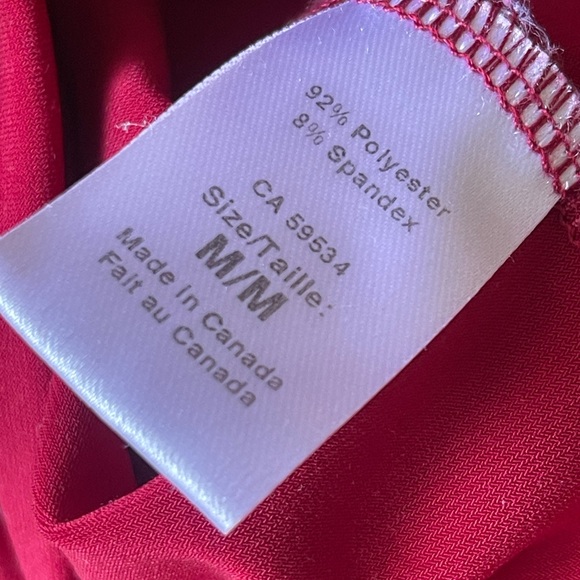 92% Polyester
8% Spandex
CA 59534
Size/Taille:
M/M
Made in Canada
Fait au Canada